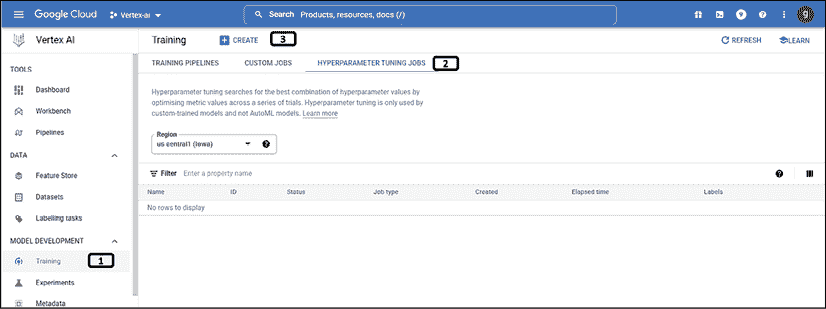 Google Cloud
Vertex-ai
Search Products, resources, docs (/)
Vertex AI
Training
CREATE
3
REFRESH
LEARN
TOOLS
Dashboard
Workbench
Pipelines
DATA
Feature Store
Datasets
Labelling tasks
MODEL DEVELOPMENT
Training
1
Experiments
Metadata
TRAINING PIPELINES
CUSTOM JOBS
HYPERPARAMETER TUNING JOBS
2
Hyperparameter tuning searches for the best combination of hyperparameter values by
optimising metric values across a series of trials. Hyperparameter tuning is only used by
custom-trained models and not AutoML models. Learn more
Region
us central1 (Iowa)
Filter Enter a property name
Name ID Status Job type Created Elapsed time Labels
No rows to display